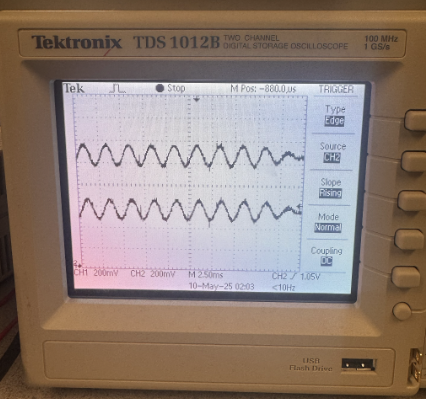 Tektronix TDS 1012B TWO CHANNEL DIGITAL STORAGE OSCILLOSCOPE 100 MHz 1 GS/s
Tek Stop M Pos: -880.0µs TRIGGER
Type
Edge
Source
CH2
Slope
Rising
Mode
Normal
Coupling
DC
CH1 200mV CH2 200mV M 2.50ms CH2 / 1.05V
10-May-25 02:03 <10Hz
USB
Flash Drive